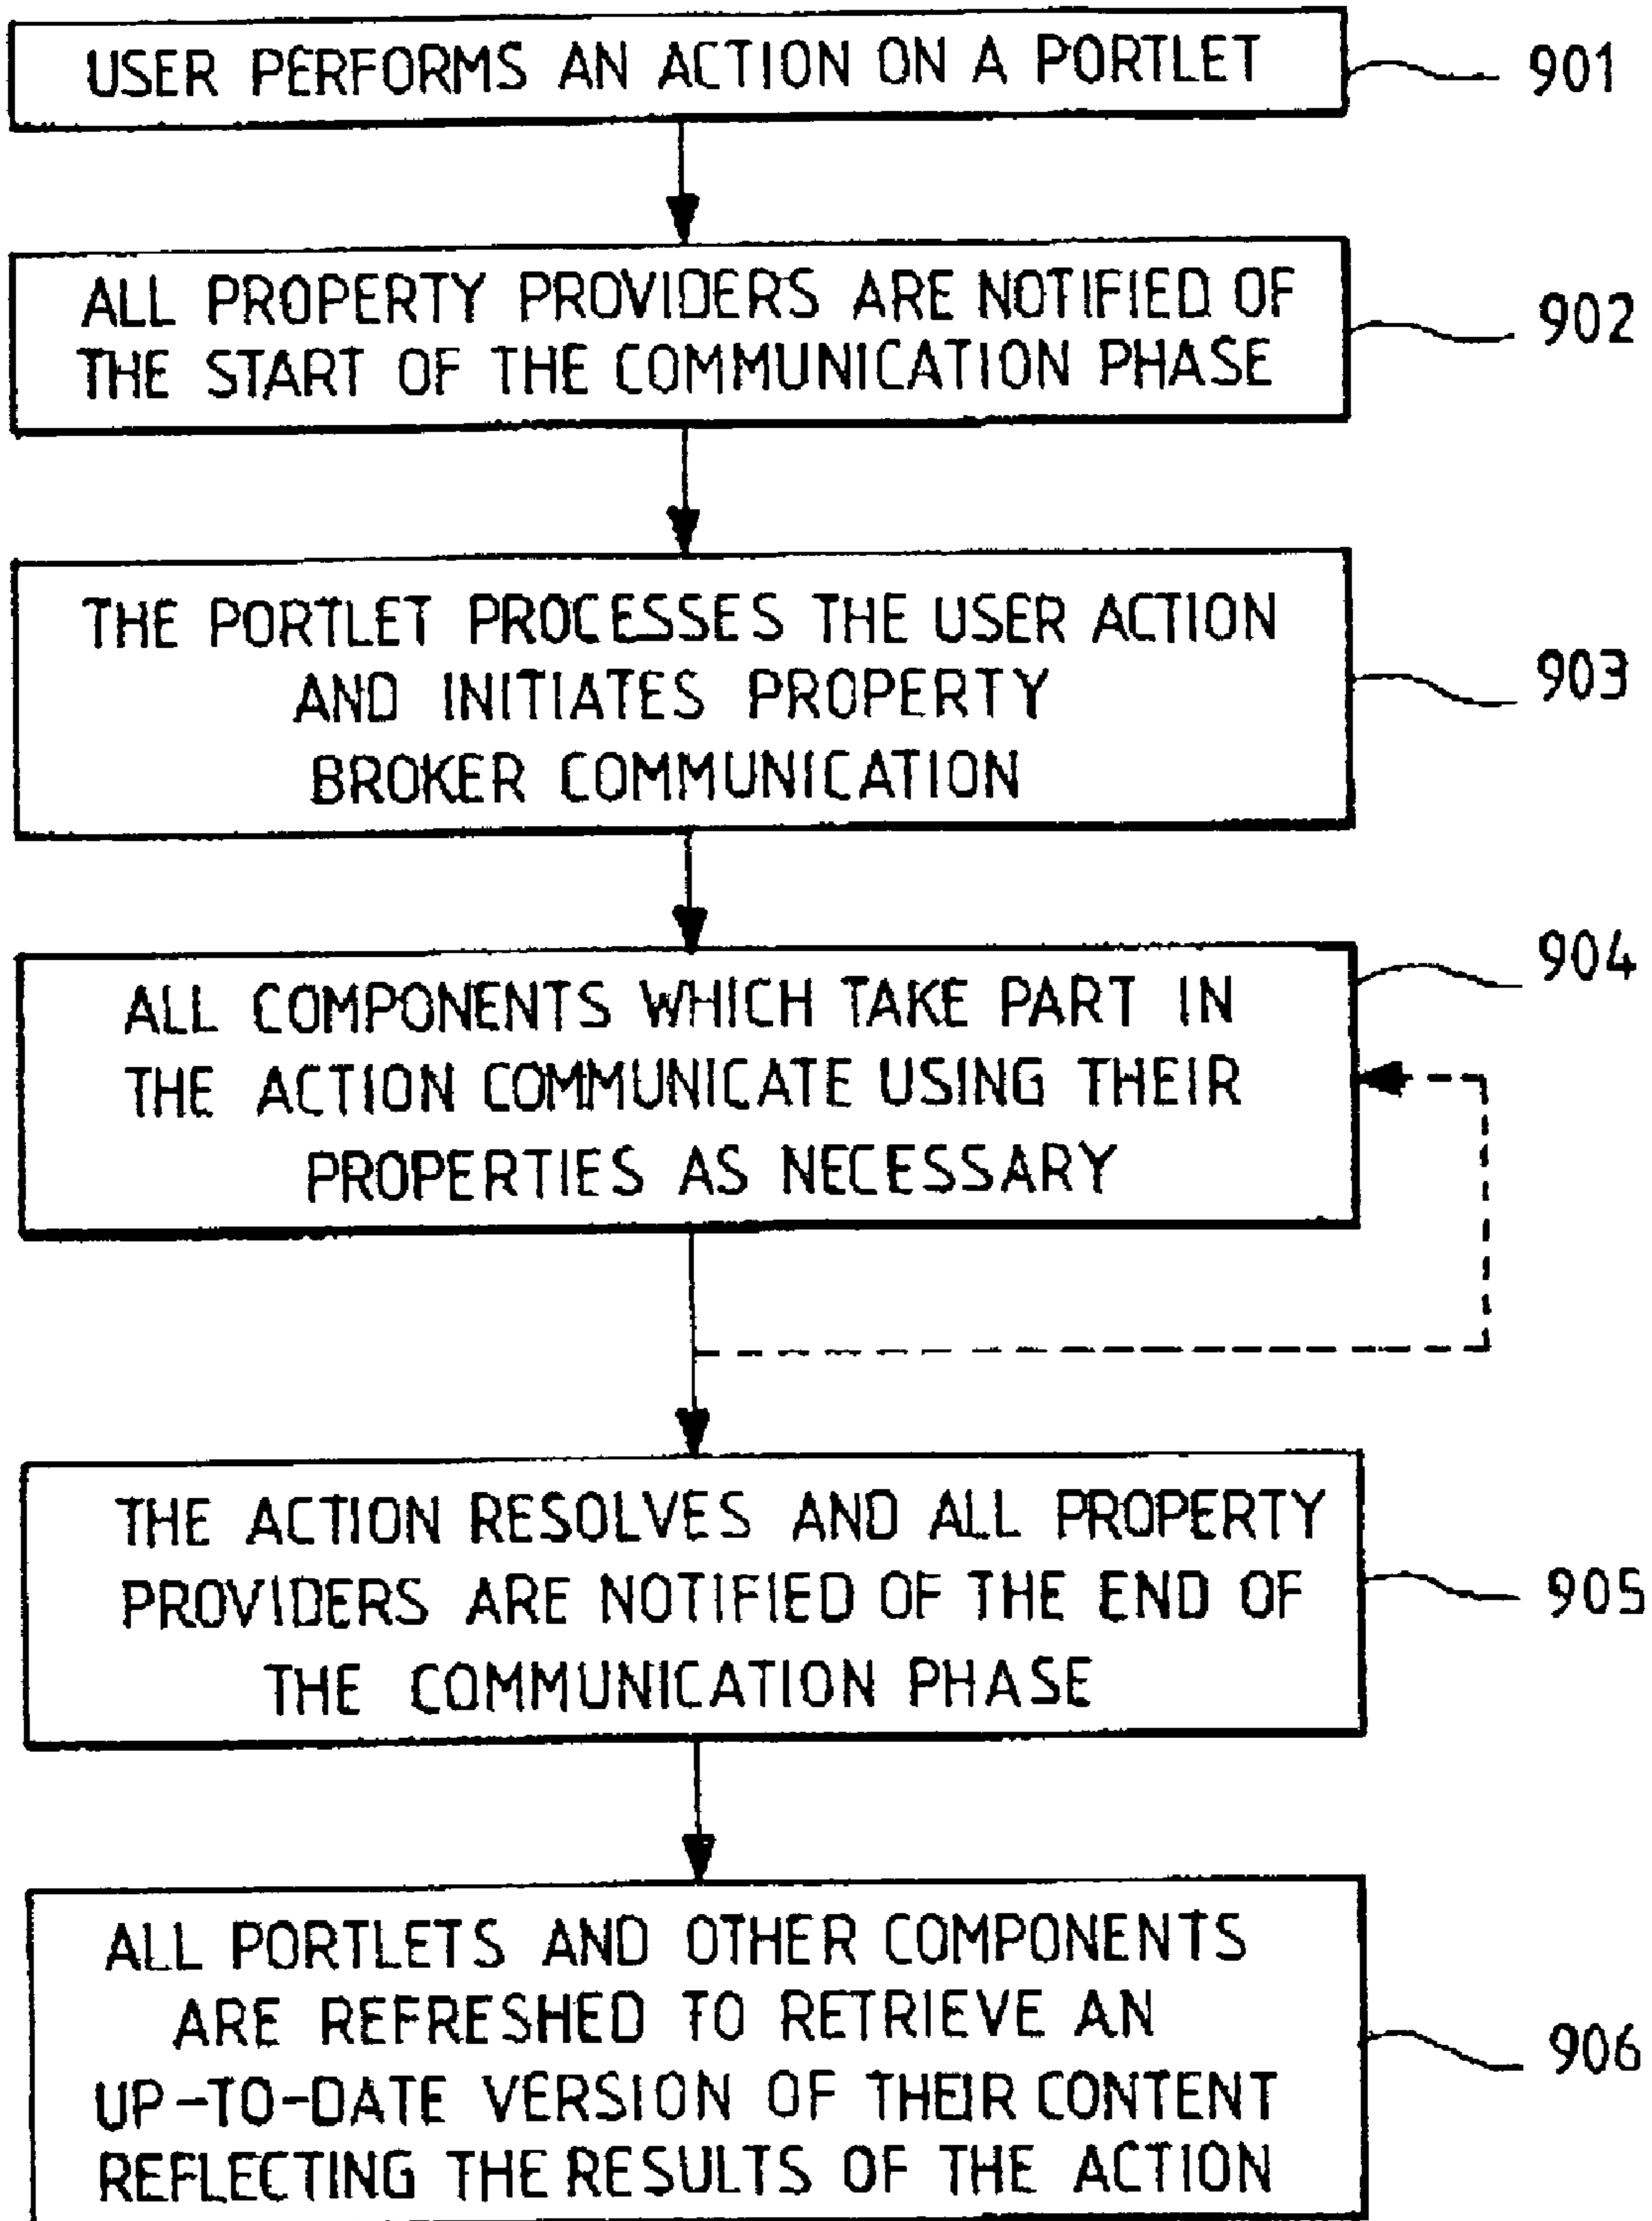 USER PERFORMS AN ACTION ON A PORTLET
901
ALL PROPERTY PROVIDERS ARE NOTIFIED OF
THE START OF THE COMMUNICATION PHASE
902
THE PORTLET PROCESSES THE USER ACTION
AND INITIATES PROPERTY
BROKER COMMUNICATION
903
ALL COMPONENTS WHICH TAKE PART IN
THE ACTION COMMUNICATE USING THEIR
PROPERTIES AS NECESSARY
904
THE ACTION RESOLVES AND ALL PROPERTY
PROVIDERS ARE NOTIFIED OF THE END OF
THE COMMUNICATION PHASE
905
ALL PORTLETS AND OTHER COMPONENTS
ARE REFRESHED TO RETRIEVE AN
UP-TO-DATE VERSION OF THEIR CONTENT
REFLECTING THE RESULTS OF THE ACTION
906